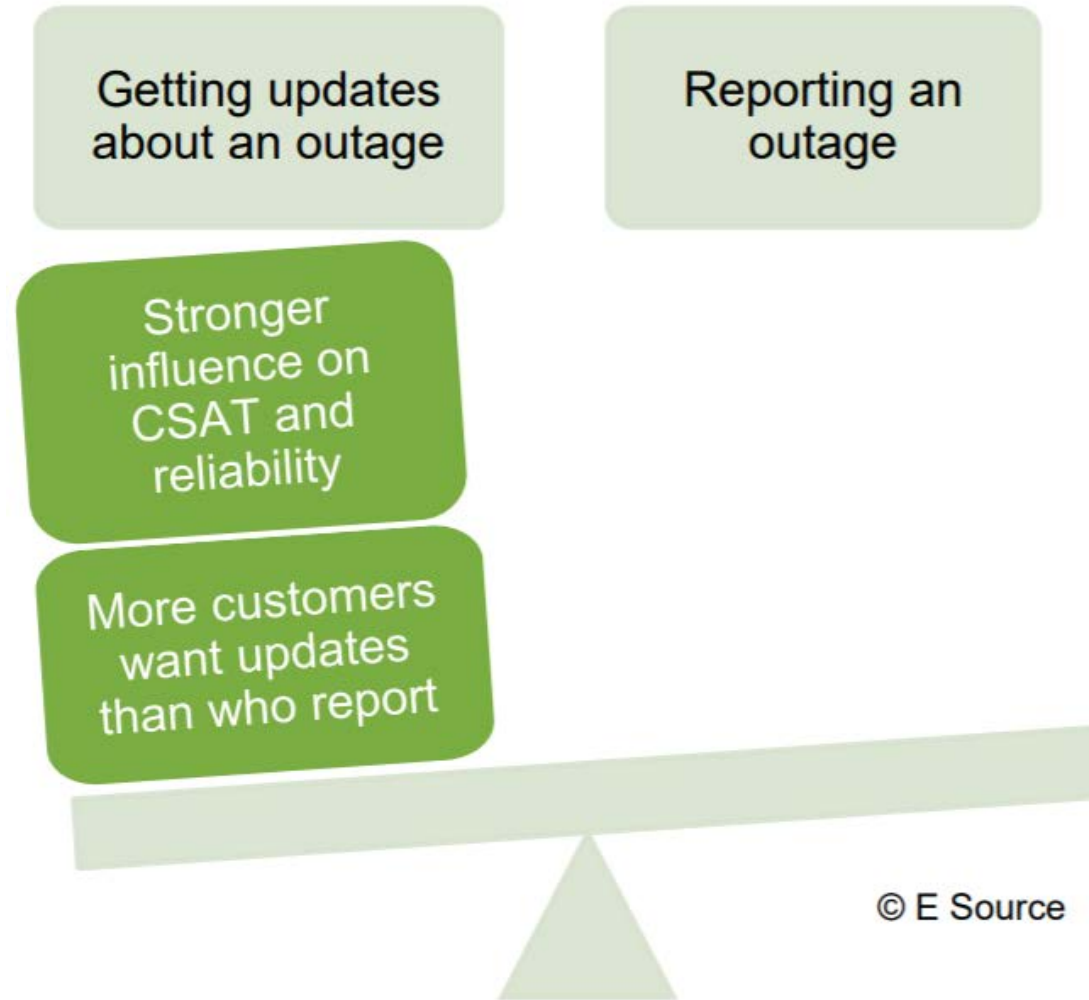 Getting updates
about an outage
Reporting an
outage
Stronger
influence on
CSAT and
reliability
More customers
want updates
than who report
© E Source